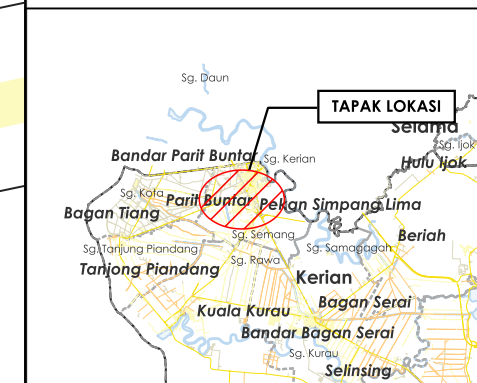 Sg. Daun
TAPAK LOKASI
Selama
Sg. Ijok
Bandar Parit Buntar
Sg. Kerian
Hulu Ijok
Sg. Kota
Parit Buntar
Pekan Simpang Lima
Bagan Tiang
Sg. Semang
Beriah
Sg. Tanjung Piandang
Sg. Samagagah
Sg. Rawa
Tanjong Piandang
Kerian
Bagan Serai
Kuala Kurau
Bandar Bagan Serai
Sg. Kurau
Selinsing